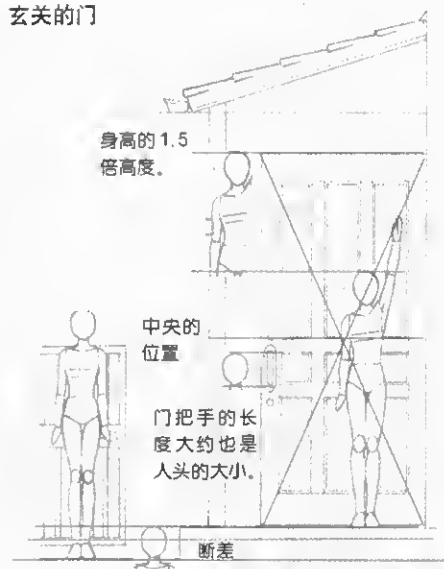 玄关的门
身高的1.5
倍高度。
中央的
位置
门把手的长
度大约也是
人头的大小。
断差